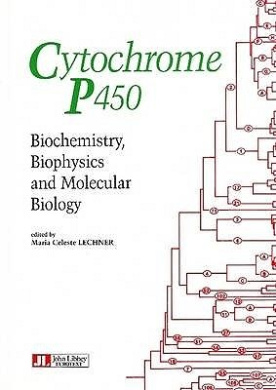 Cytochrome
P450
Biochemistry,
Biophysics
and Molecular
Biology
edited by
Maria Celeste LECHNER
John Libbey
EUROTEXT